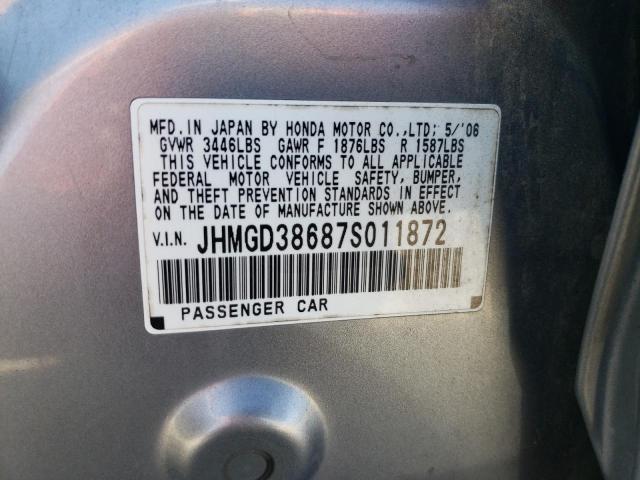 MFD. IN JAPAN BY HONDA MOTOR CO.,LTD; 5/'06
GVWR 3446LBS GAWR F 1876LBS R 1587LBS
THIS VEHICLE CONFORMS TO ALL APPLICABLE
FEDERAL MOTOR VEHICLE SAFETY, BUMPER,
AND THEFT PREVENTION STANDARDS IN EFFECT
ON THE DATE OF MANUFACTURE SHOWN ABOVE.
V.I.N. JHMGD38687S011872
PASSENGER CAR